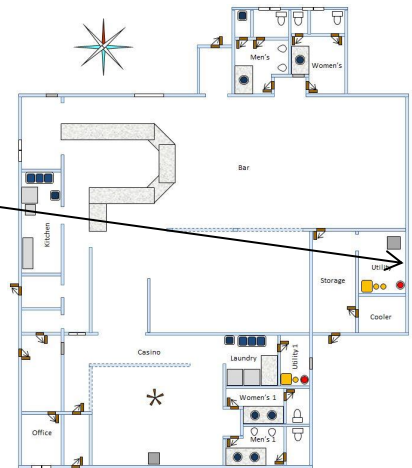 Men's
Women's
Bar
Kitchen
Utility
Storage
Cooler
Casino
Laundry
Utility 1
Women's 1
Office
Men's 1